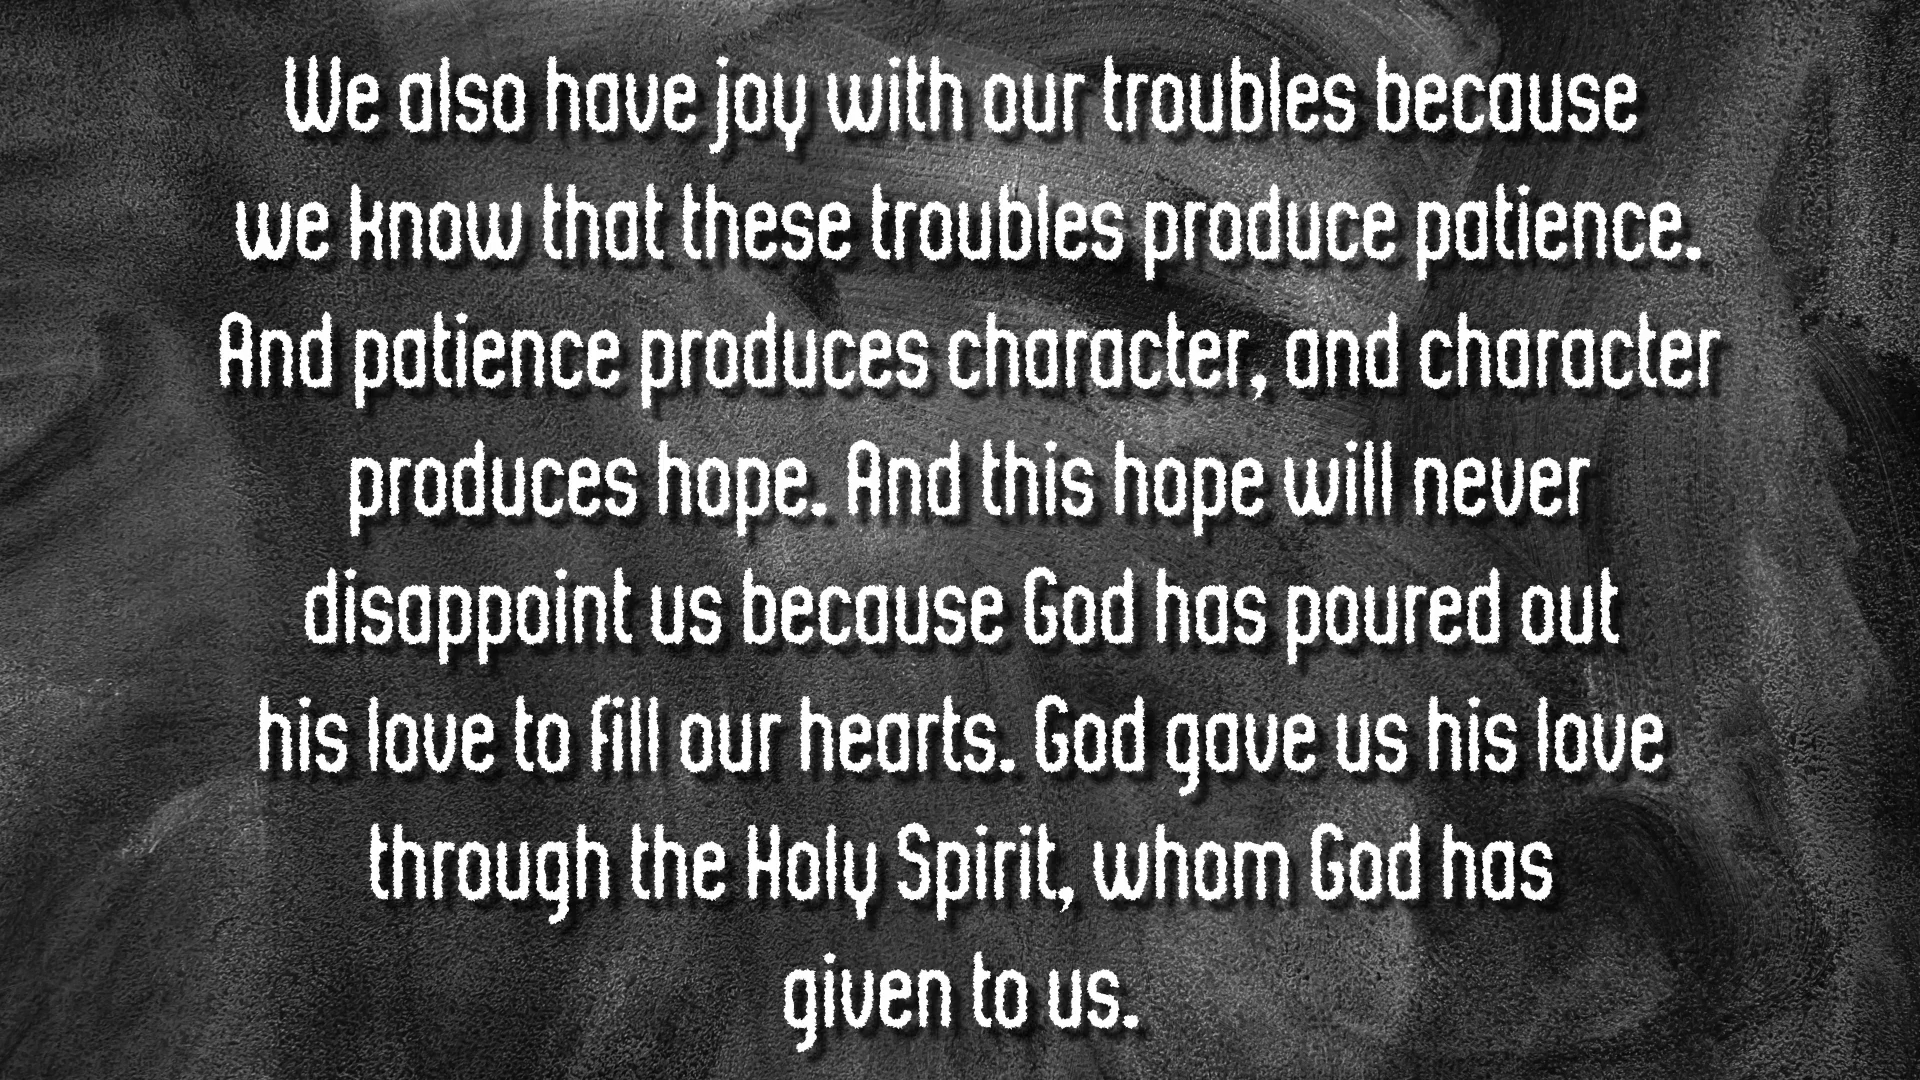 We also have joy with our troubles because
we know that these troubles produce patience.
And patience produces character, and character
produces hope. And this hope will never
disappoint us because God has poured out
his love to fill our hearts. God gave us his love
through the Holy Spirit, whom God has
given to us.